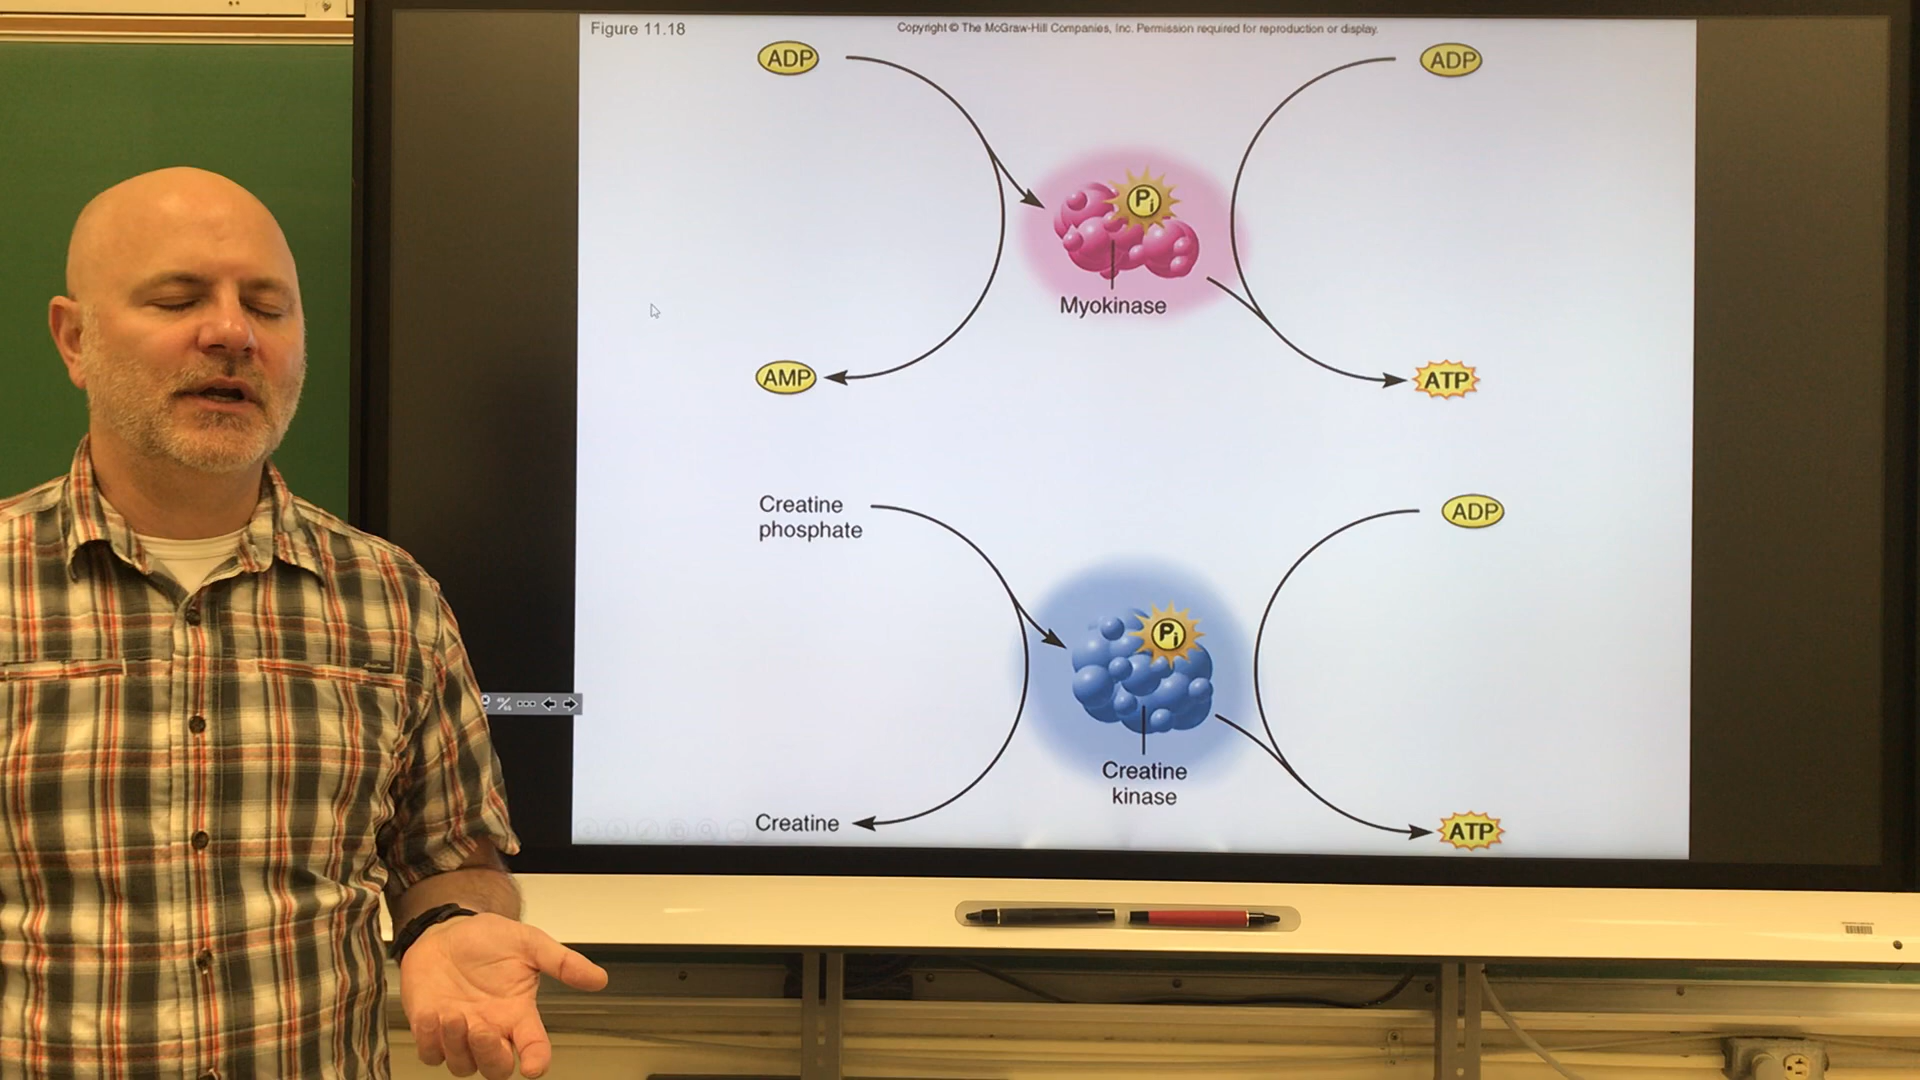 Figure 11.18
Copyright © The McGraw-Hill Companies, Inc. Permission required for reproduction or display.
ADP
ADP
Pi
Myokinase
AMP
ATP
Creatine
phosphate
ADP
Pi
Creatine
kinase
Creatine
ATP